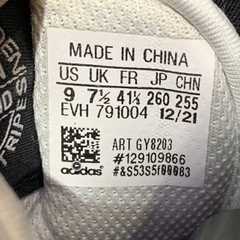 MADE IN CHINA
US UK FR JP CHN
9 7½ 41⅓ 260 255
EVH 791004 12/21
ART GY8203
#129109866
#&S53S5f00083
adidas